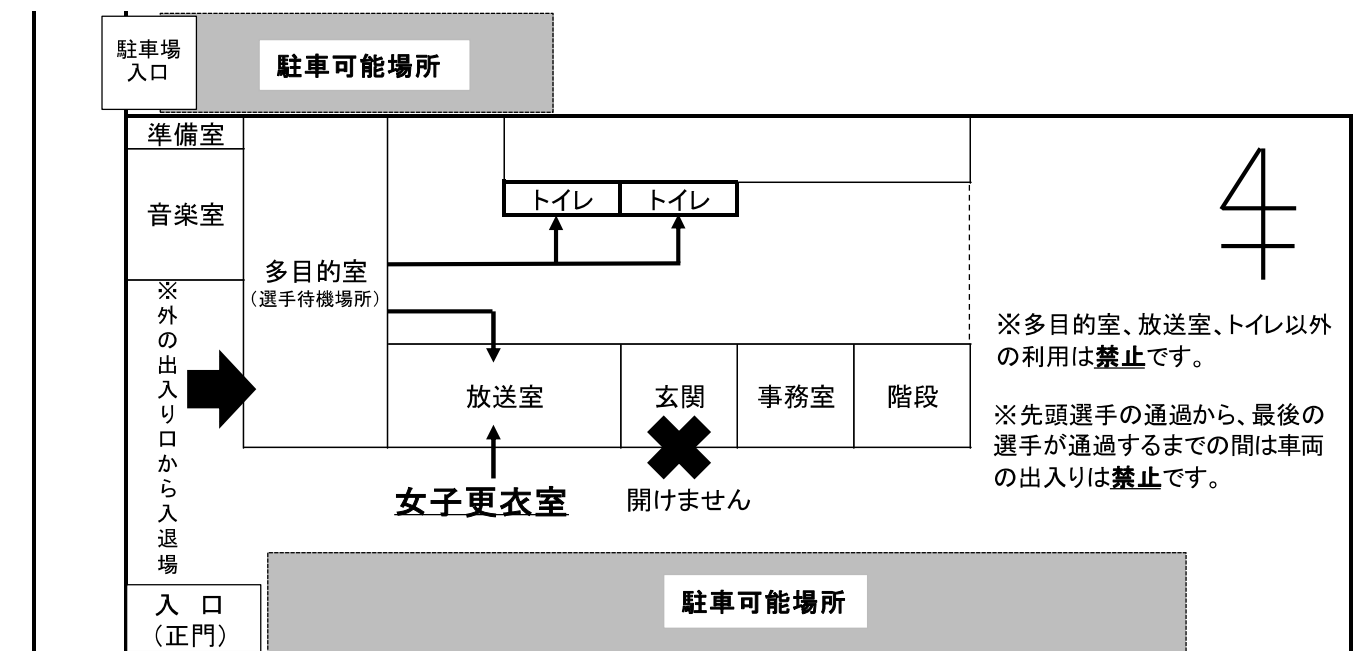 駐車場
入口
駐車可能場所
準備室
音楽室
トイレ
トイレ
多目的室
(選手待機場所)
※外の出入り口から入退場
※多目的室、放送室、トイレ以外
の利用は禁止です。
放送室
玄関
事務室
階段
※先頭選手の通過から、最後の
選手が通過するまでの間は車両
の出入りは禁止です。
女子更衣室
開けません
駐車可能場所
入 口
(正門)